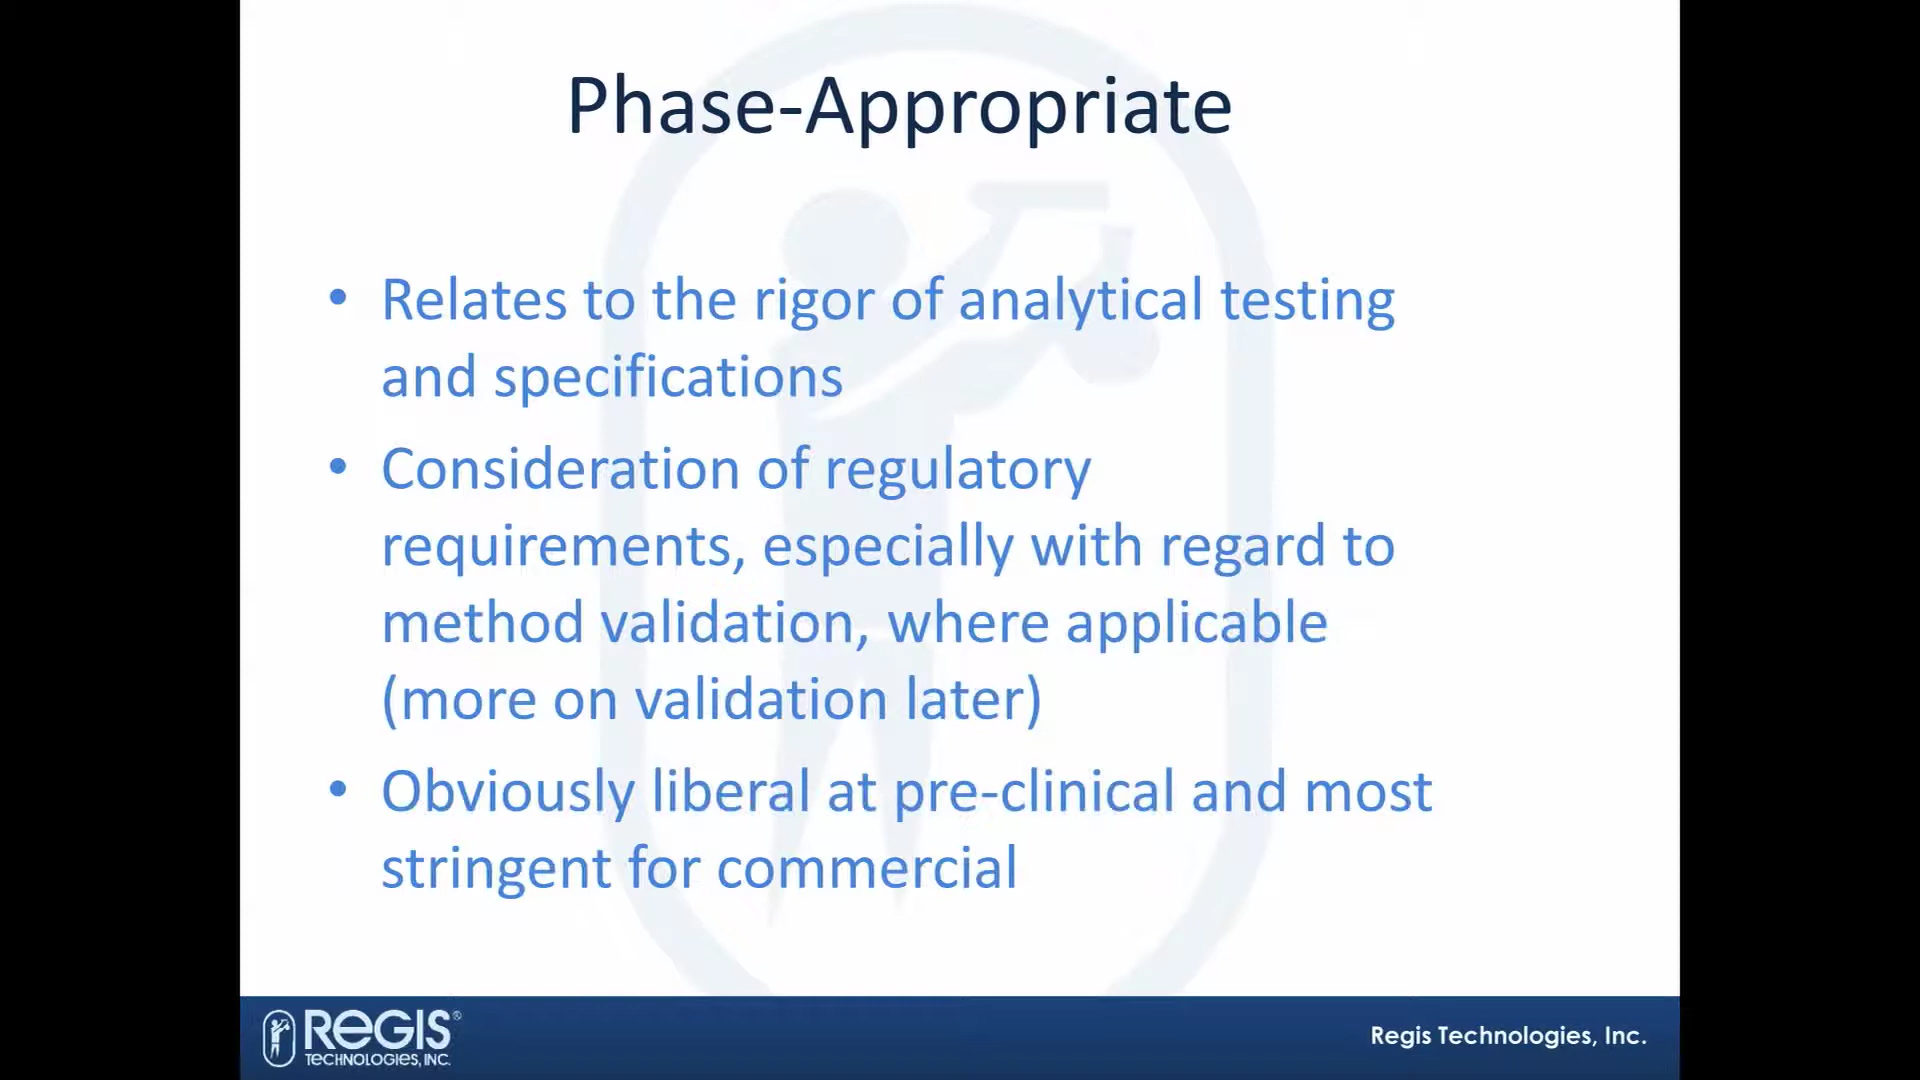 Phase-Appropriate
• Relates to the rigor of analytical testing
and specifications
• Consideration of regulatory
requirements, especially with regard to
method validation, where applicable
(more on validation later)
• Obviously liberal at pre-clinical and most
stringent for commercial
REGIS®
TECHNOLOGIES, INC.
Regis Technologies, Inc.